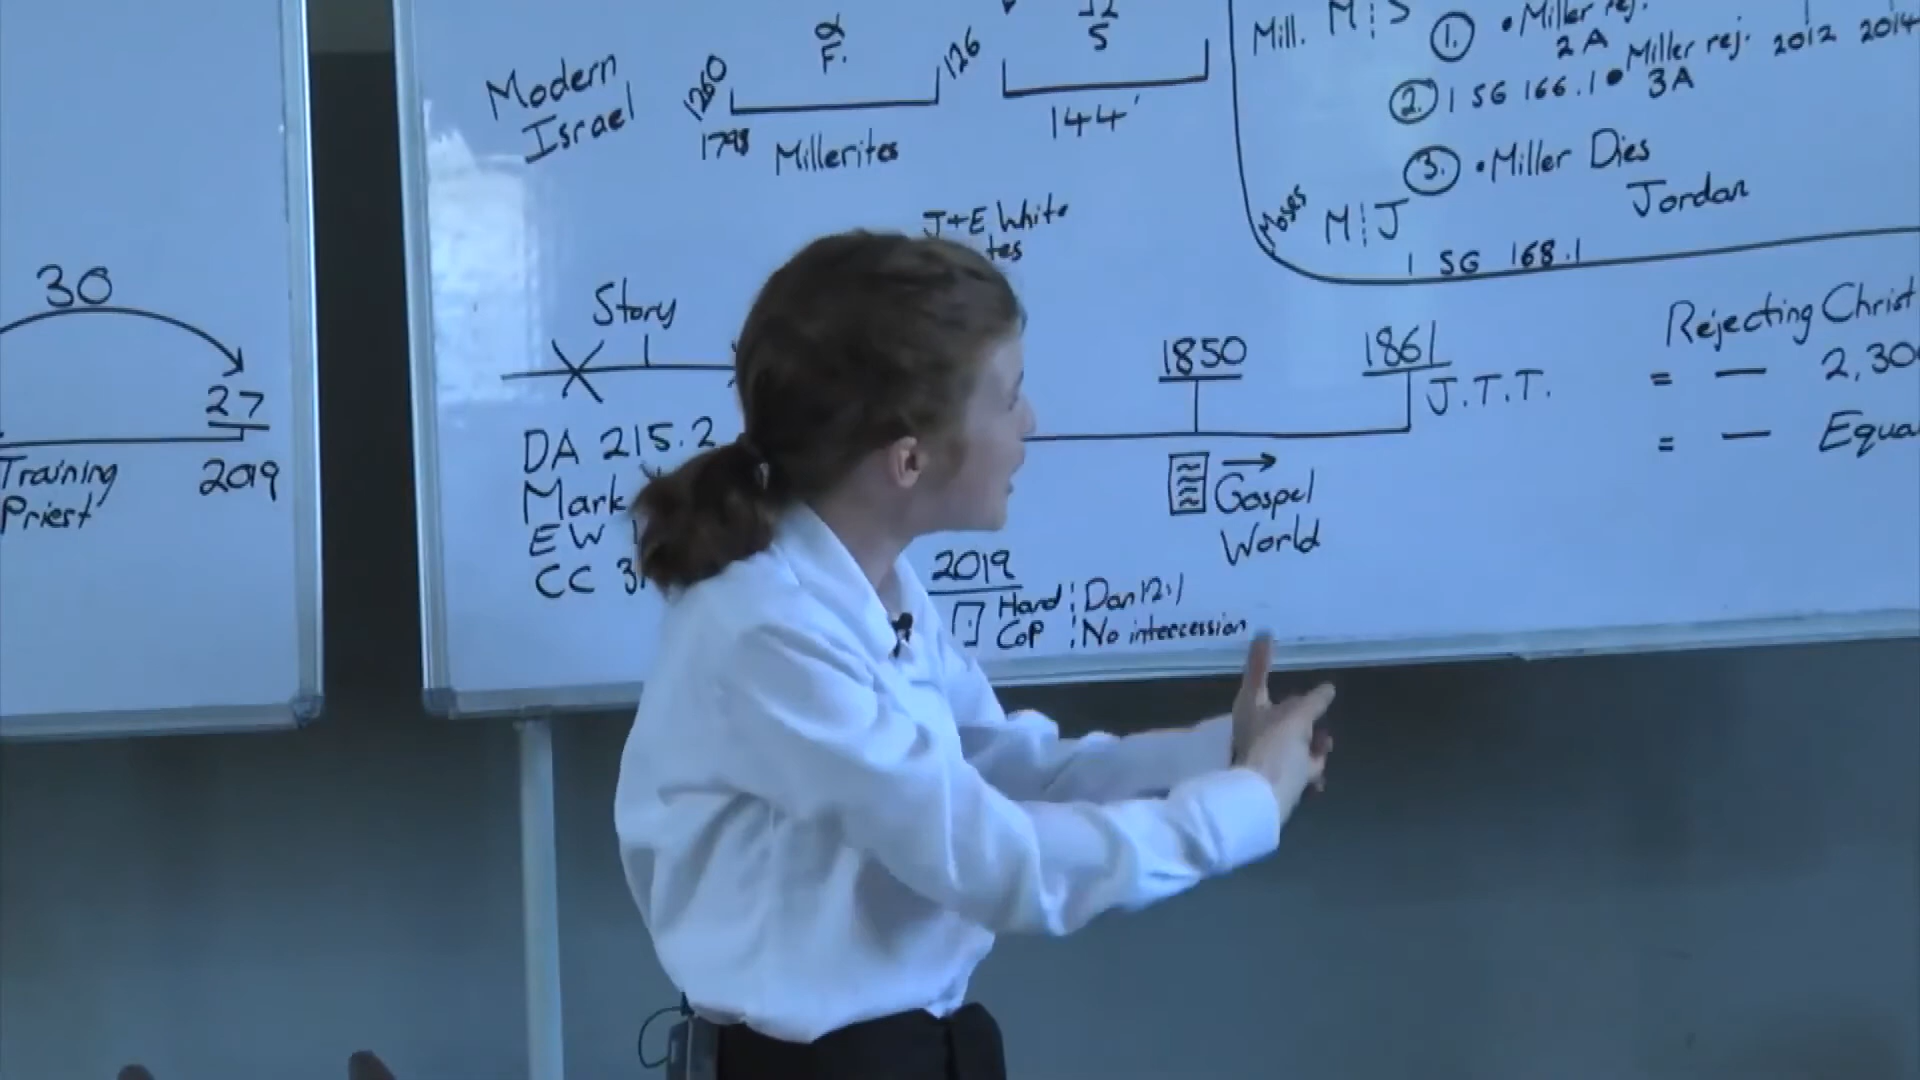 30
27
2019
Training
Priest
Modern
Israel
1260
1798
α
F.
126
Millerites
Ω
5
144'
J+E White
tes
Story
DA 215.2
Mark
EW
CC
1850
1861
J.T.T.
Gospel
World
2019
Hard Dan 12:1
CoP No intercession
Mill. M S
1. • Miller rej.
2A
Miller rej. 2012 2014
2. 1 SG 166.1 • 3A
3. • Miller Dies
Jordan
Moses M J
1 SG 168.1
Rejecting Christ
= — 2,30
= — Equa